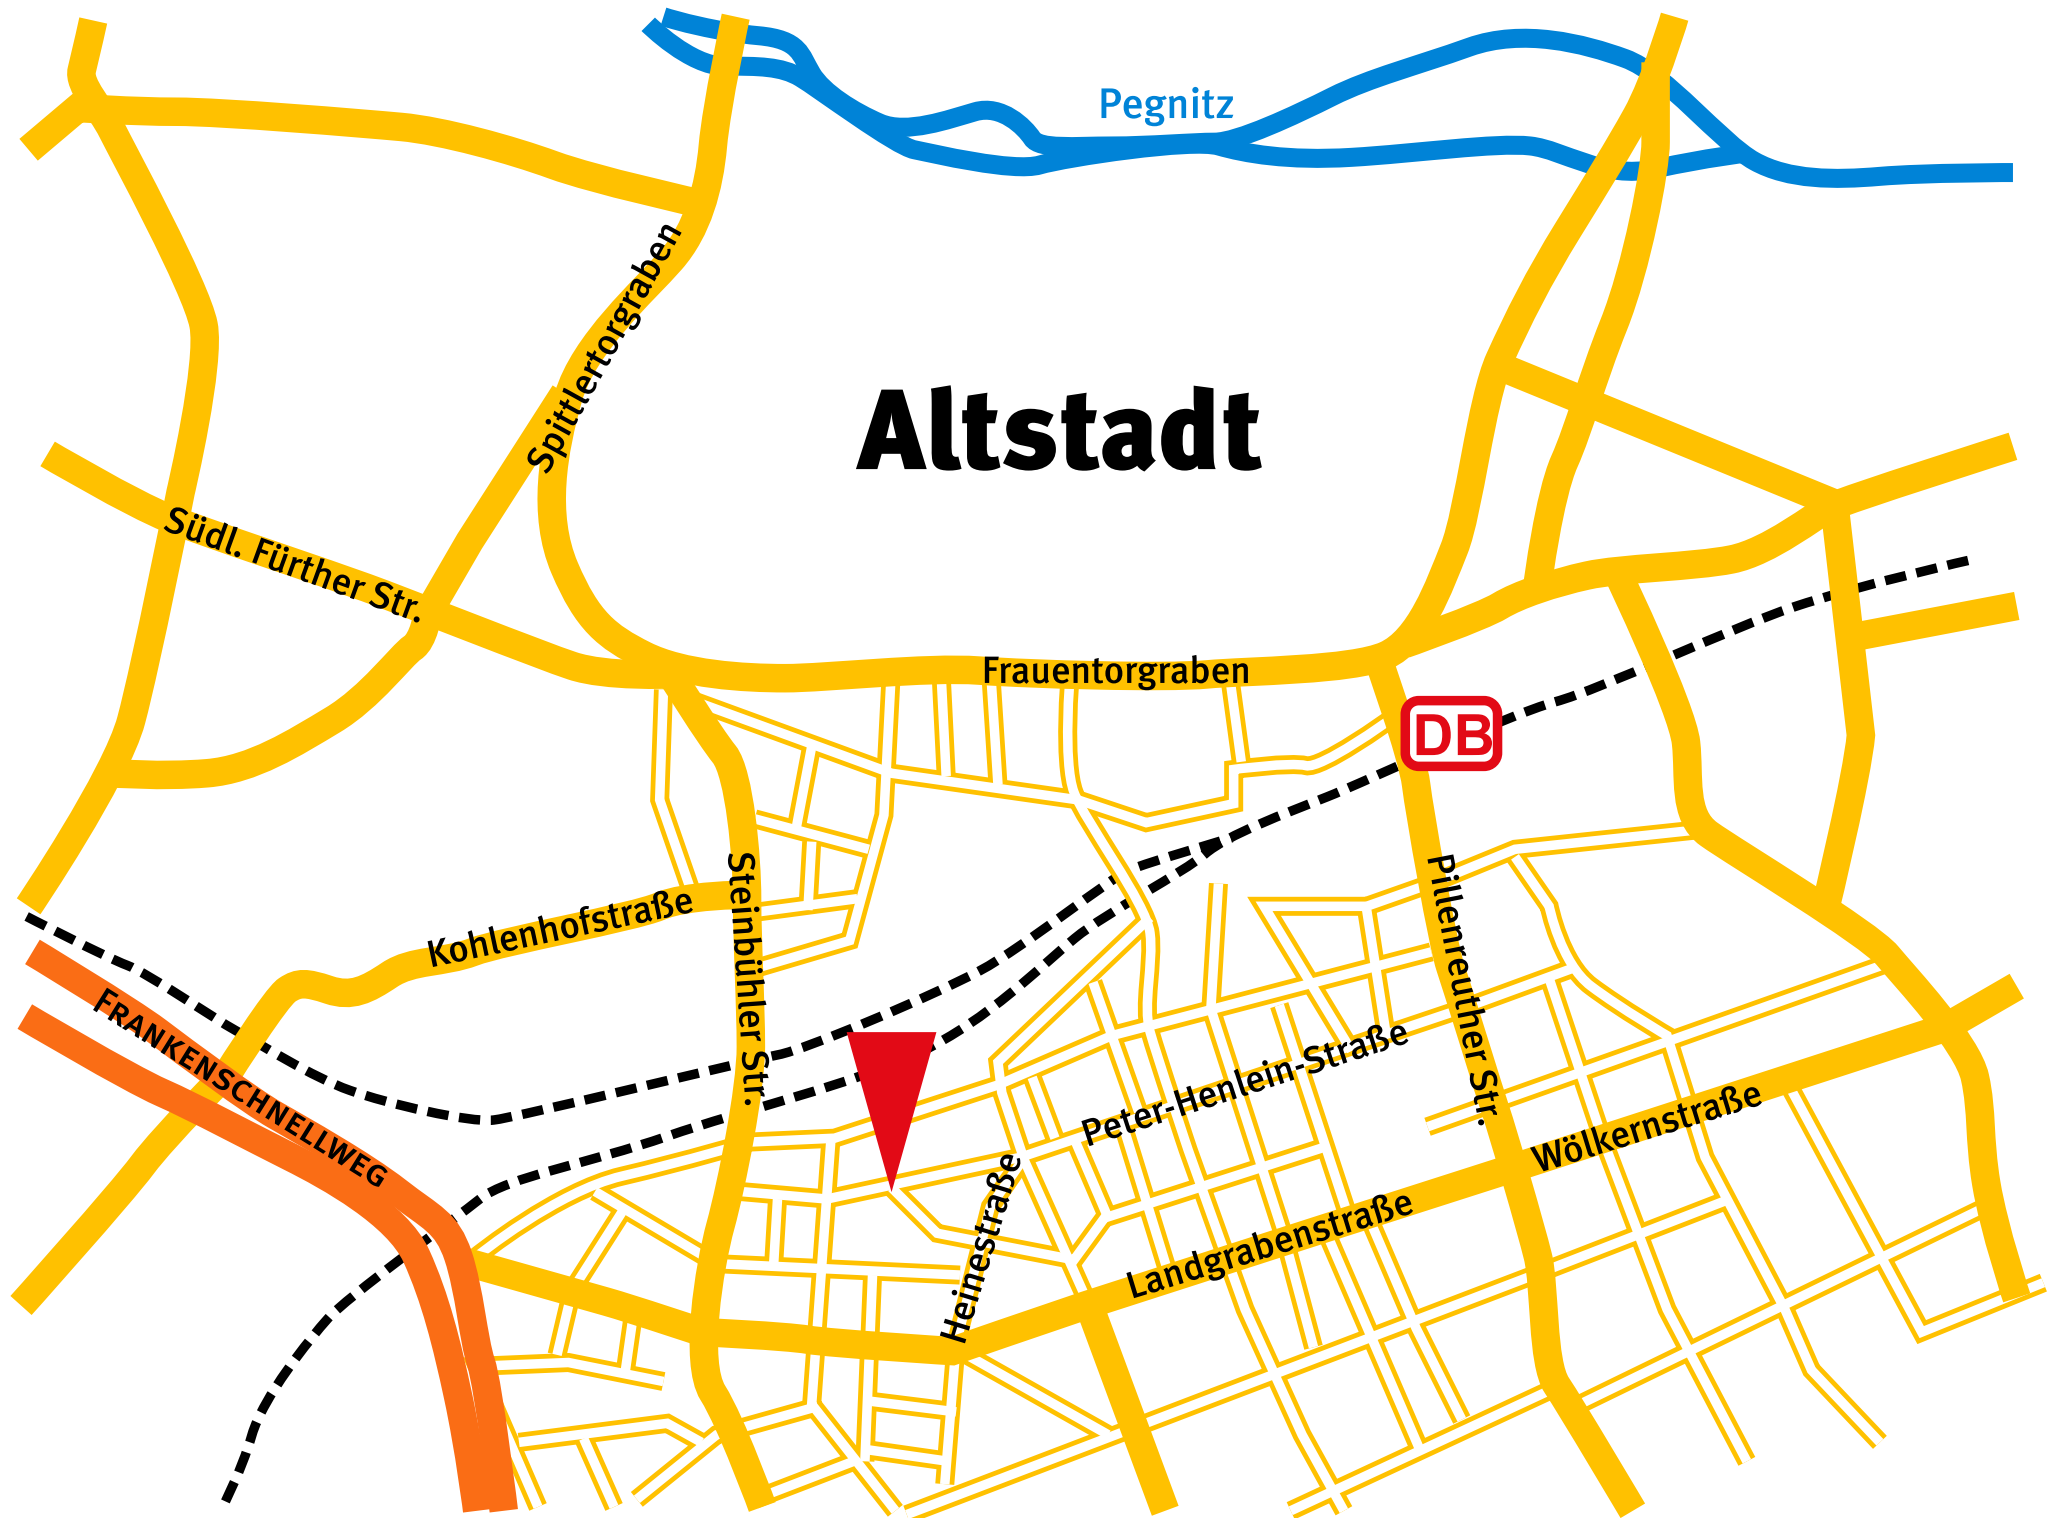 Pegnitz
Spittlertorgraben
Altstadt
Südl. Fürther Str.
Frauentorgraben
DB
Kohlenhofstraße
Steinbühler Str.
Pillenreuther Str.
FRANKENSCHNELLWEG
Peter-Henlein-Straße
Wölkernstraße
Heinestraße
Landgrabenstraße